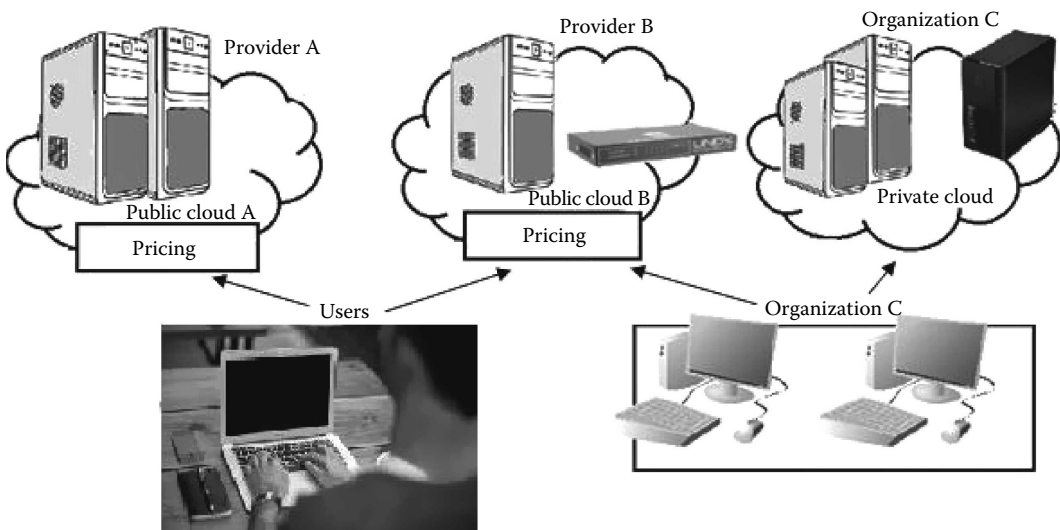 Provider A
Provider B
Organization C
Public cloud A
Public cloud B
Private cloud
Pricing
Pricing
Users
Organization C